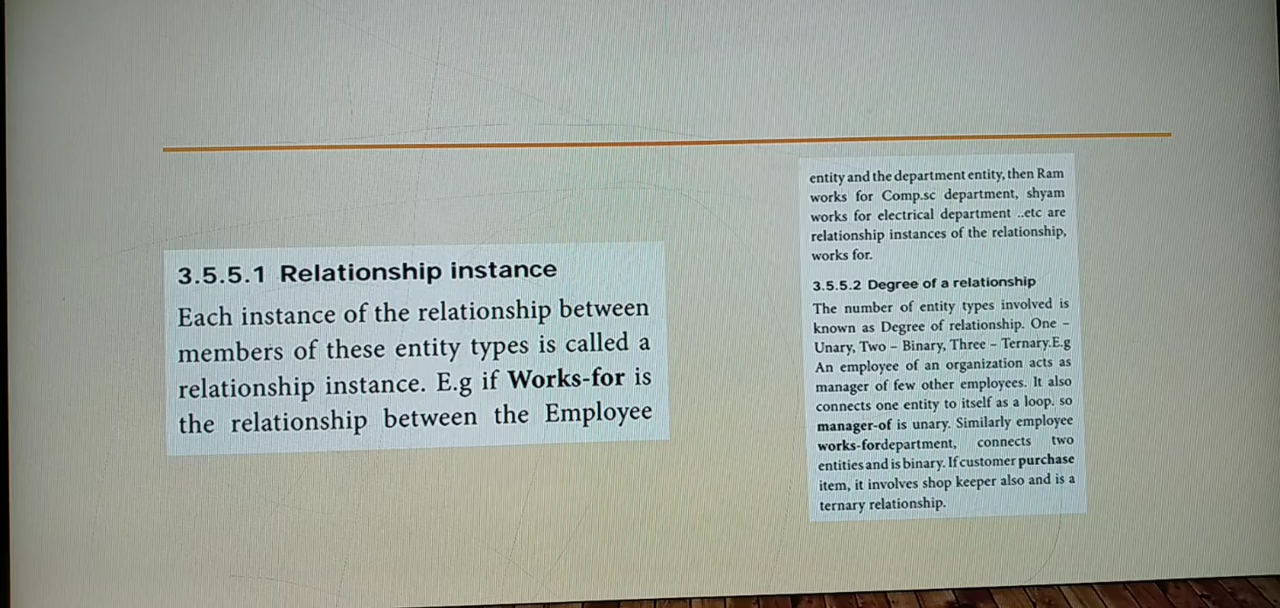 3.5.5.1 Relationship instance
Each instance of the relationship between
members of these entity types is called a
relationship instance. E.g if Works-for is
the relationship between the Employee
entity and the department entity, then Ram
works for Comp.sc department, shyam
works for electrical department ..etc are
relationship instances of the relationship,
works for.
3.5.5.2 Degree of a relationship
The number of entity types involved is
known as Degree of relationship. One –
Unary, Two – Binary, Three – Ternary.E.g
An employee of an organization acts as
manager of few other employees. It also
connects one entity to itself as a loop. so
manager-of is unary. Similarly employee
works-fordepartment, connects two
entities and is binary. If customer purchase
item, it involves shop keeper also and is a
ternary relationship.